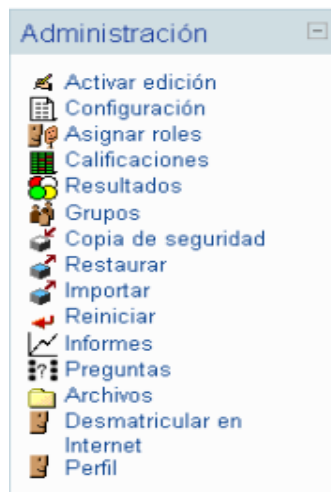 Administración
Activar edición
Configuración
Asignar roles
Calificaciones
Resultados
Grupos
Copia de seguridad
Restaurar
Importar
Reiniciar
Informes
Preguntas
Archivos
Desmatricular en
Internet
Perfil